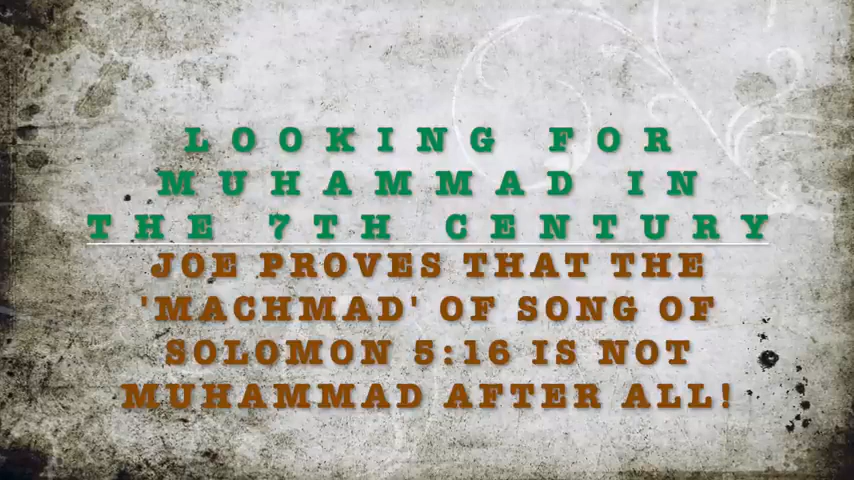 LOOKING FOR
MUHAMMAD IN
THE 7TH CENTURY
JOE PROVES THAT THE
'MACHMAD' OF SONG OF
SOLOMON 5:16 IS NOT
MUHAMMAD AFTER ALL!